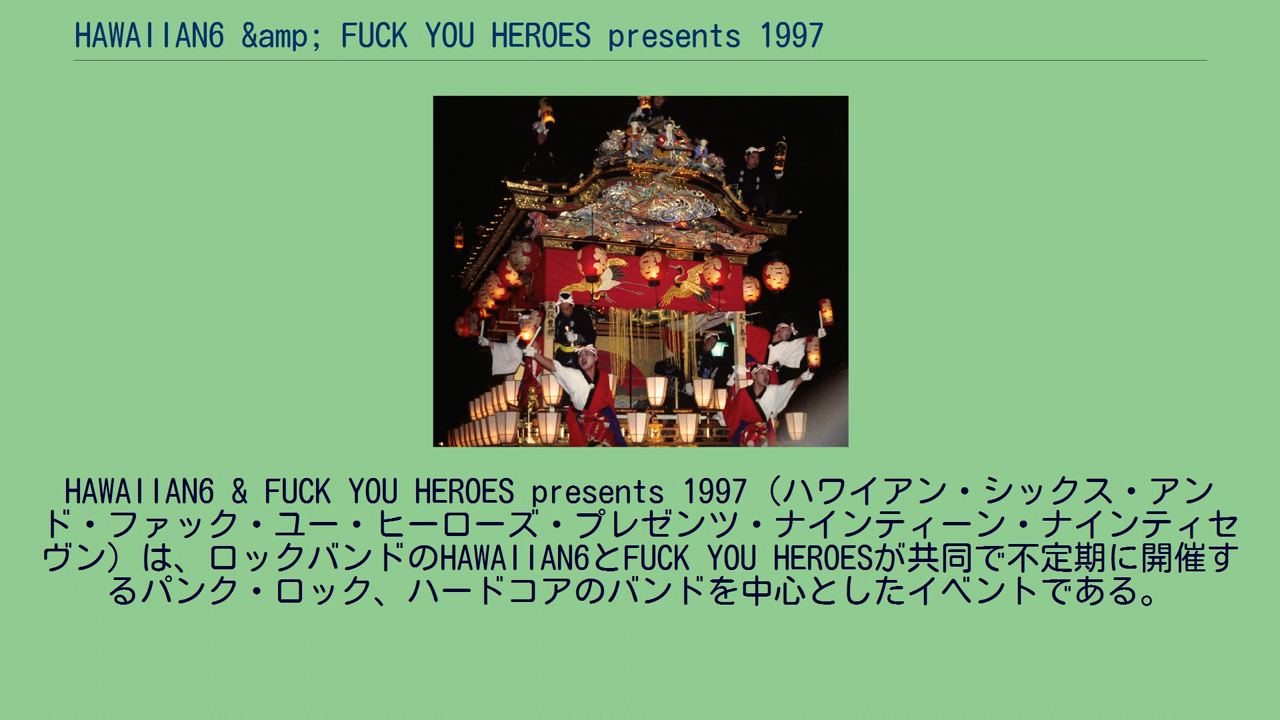 HAWAIIAN6 &amp; FUCK YOU HEROES presents 1997
HAWAIIAN6 & FUCK YOU HEROES presents 1997（ハワイアン・シックス・アン
ド・ファック・ユー・ヒーローズ・プレゼンツ・ナインティーン・ナインティセ
ヴン）は、ロックバンドのHAWAIIAN6とFUCK YOU HEROESが共同で不定期に開催す
るパンク・ロック、ハードコアのバンドを中心としたイベントである。